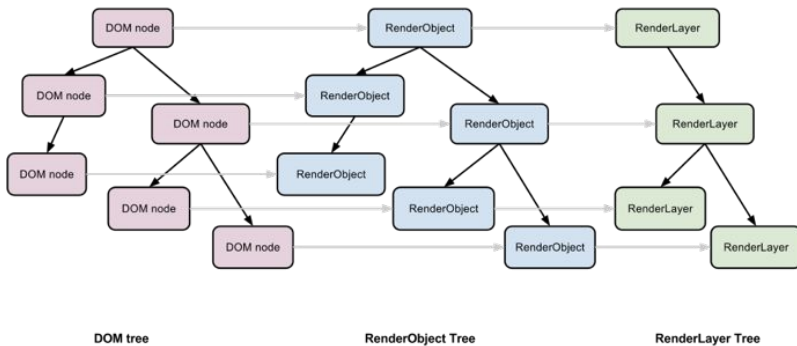 DOM node
RenderObject
RenderLayer
DOM node
RenderObject
DOM node
RenderObject
RenderLayer
DOM node
RenderObject
DOM node
RenderObject
RenderLayer
DOM node
RenderObject
RenderLayer
DOM tree
RenderObject Tree
RenderLayer Tree